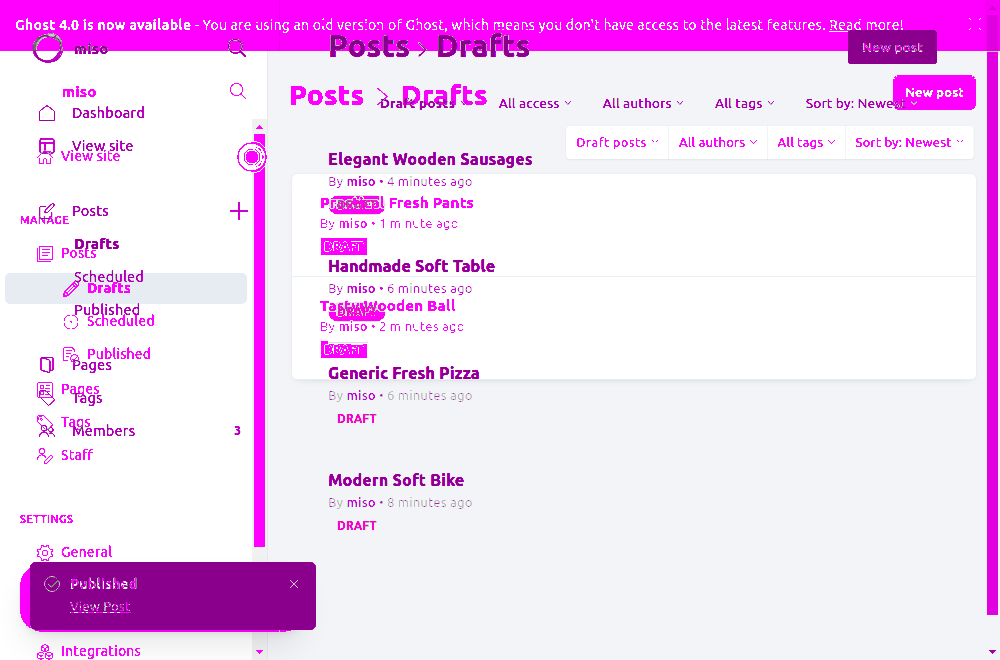 Ghost 4.0 is now available - You are using an old version of Ghost, which means you don't have access to the latest features. Read more!
miso
Posts > Drafts
New post
miso
Posts > Drafts
New post
Dashboard
Draft posts
All access
All authors
All tags
Sort by: Newest
View site
View site
Draft posts
All authors
All tags
Sort by: Newest
Elegant Wooden Sausages
By miso • 4 minutes ago
Posts
MANAGE
Practical Fresh Pants
By miso • 1 minute ago
Drafts
DRAFT
Posts
Handmade Soft Table
Scheduled
By miso • 6 minutes ago
Drafts
Tasty Wooden Ball
Published
DRAFT
Scheduled
By miso • 2 minutes ago
DRAFT
Published
Pages
Generic Fresh Pizza
By miso • 6 minutes ago
Pages
Tags
DRAFT
Tags
Members
3
Staff
Modern Soft Bike
By miso • 8 minutes ago
SETTINGS
DRAFT
General
Published
View Post
Integrations